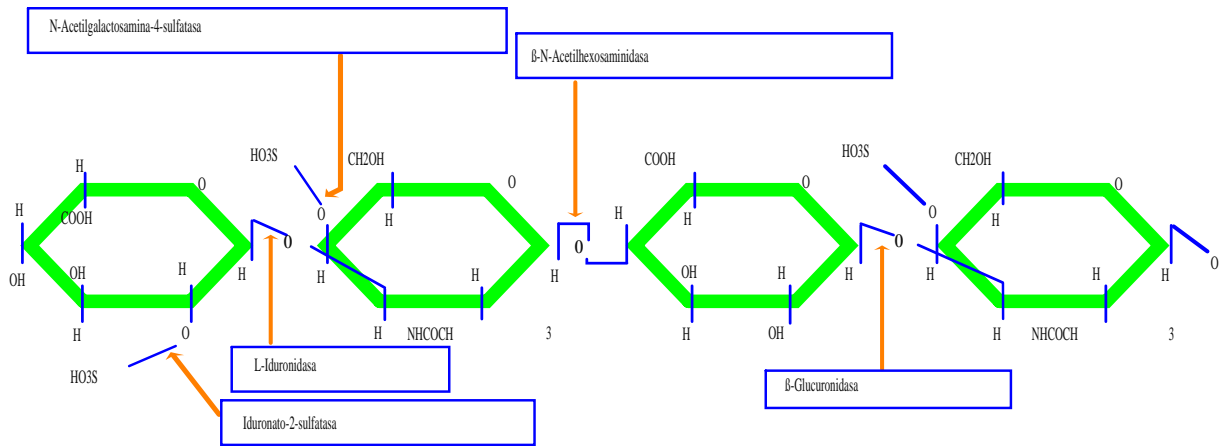 N-Acetilgalactosamina-4-sulfatasa
ß-N-Acetilhexosaminidasa
HO3S CH2OH COOH HO3S CH2OH
H O O O O
COOH
H O H H H O H
H
OH
O O O O
H H H H H
OH H H OH H
H O H NHCOCH 3 H OH H NHCOCH 3
HO3S
L-Iduronidasa
ß-Glucuronidasa
Iduronato-2-sulfatasa